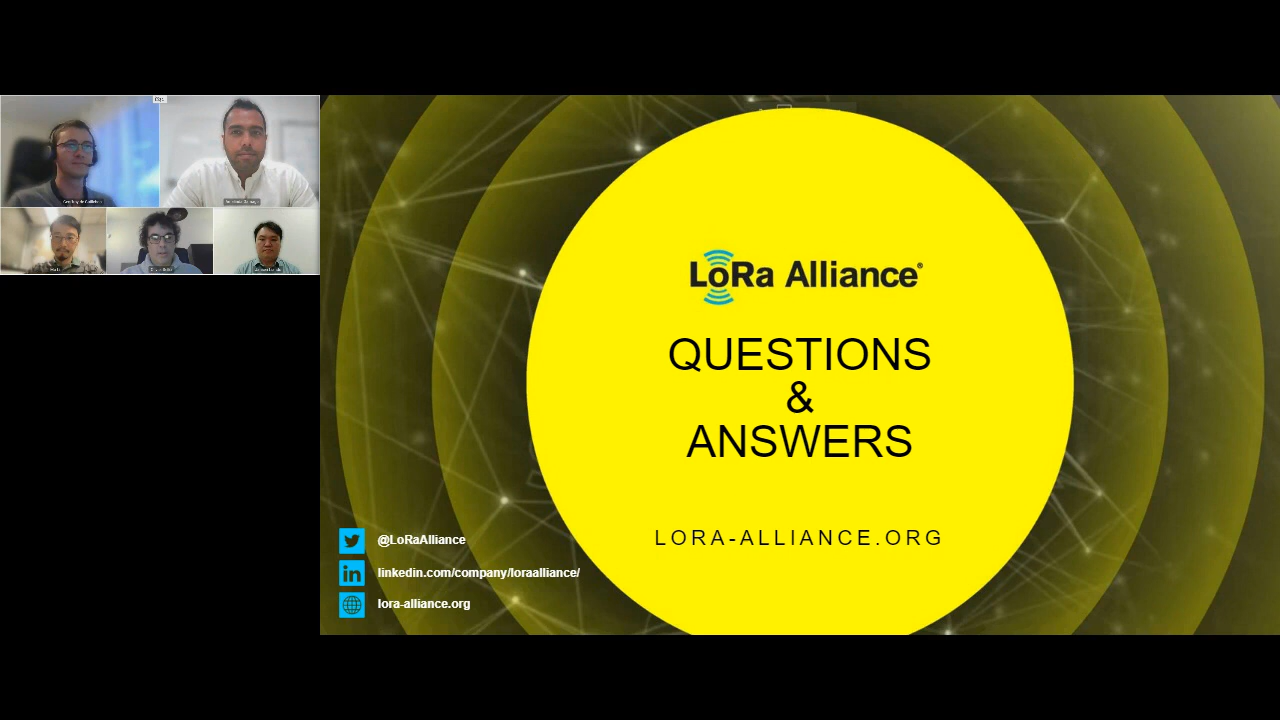 LoRa Alliance®
QUESTIONS
&
ANSWERS
LORA-ALLIANCE.ORG
@LoRaAlliance
linkedin.com/company/loraalliance/
lora-alliance.org